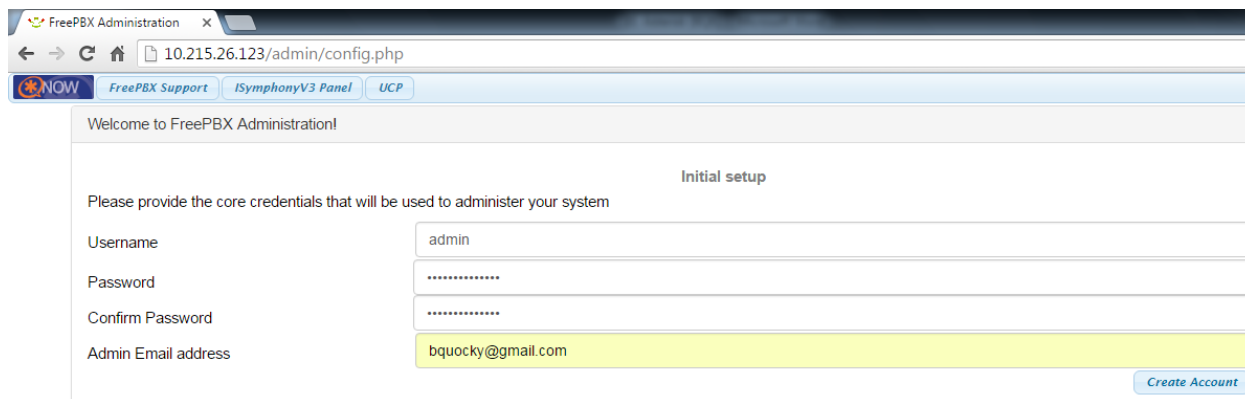 FreePBX Administration
10.215.26.123/admin/config.php
NOW FreePBX Support ISymphonyV3 Panel UCP
Welcome to FreePBX Administration!
Initial setup
Please provide the core credentials that will be used to administer your system
Username admin
Password ••••••••••••••
Confirm Password ••••••••••••••
Admin Email address bquocky@gmail.com
Create Account